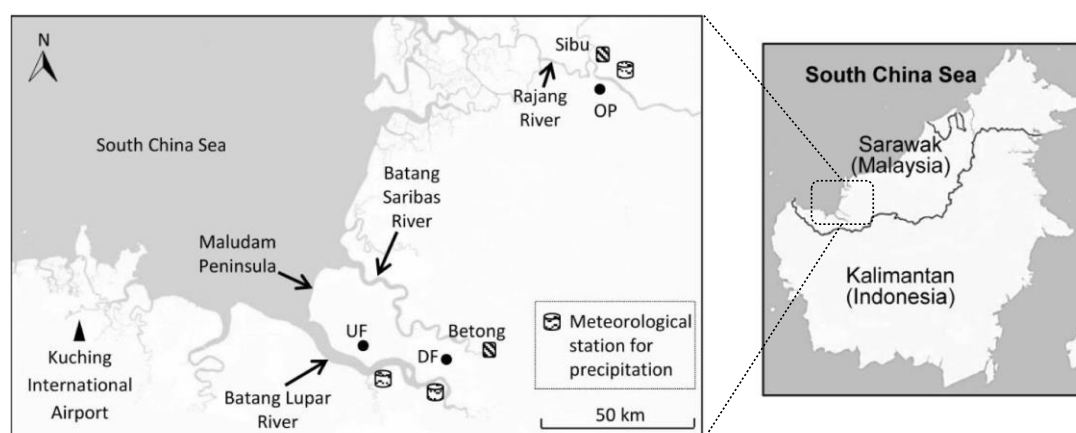 N
Sibu
Rajang
River
OP
South China Sea
Batang
Saribas
River
Maludam
Peninsula
UF
Betong
DF
Kuching
International
Airport
Batang Lupar
River
Meteorological
station for
precipitation
50 km
South China Sea
Sarawak
(Malaysia)
Kalimantan
(Indonesia)